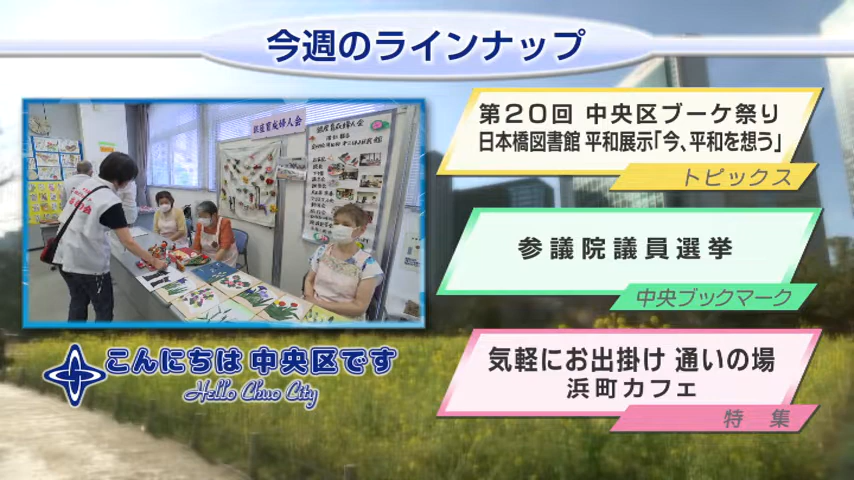 今週のラインナップ
第20回 中央区ブーケ祭り
日本橋図書館 平和展示「今、平和を想う」
トピックス
参議院議員選挙
中央ブックマーク
気軽にお出掛け 通いの場
浜町カフェ
特集
こんにちは 中央区です
Hello Chuo City